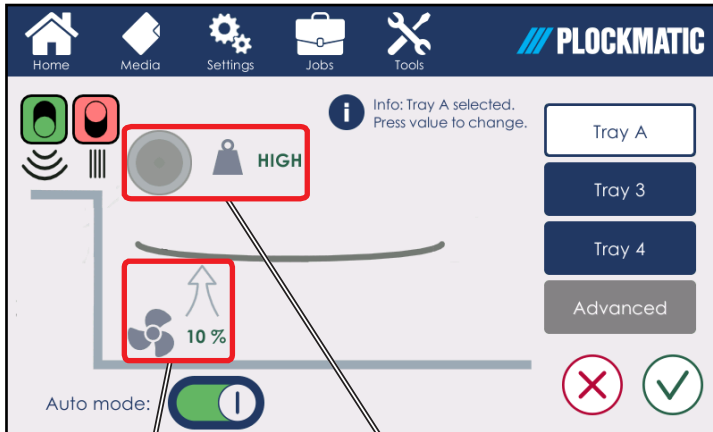 Home
Media
Settings
Jobs
Tools
PLOCKMATIC
Info: Tray A selected.
Press value to change.
HIGH
Tray A
Tray 3
Tray 4
Advanced
10 %
Auto mode: